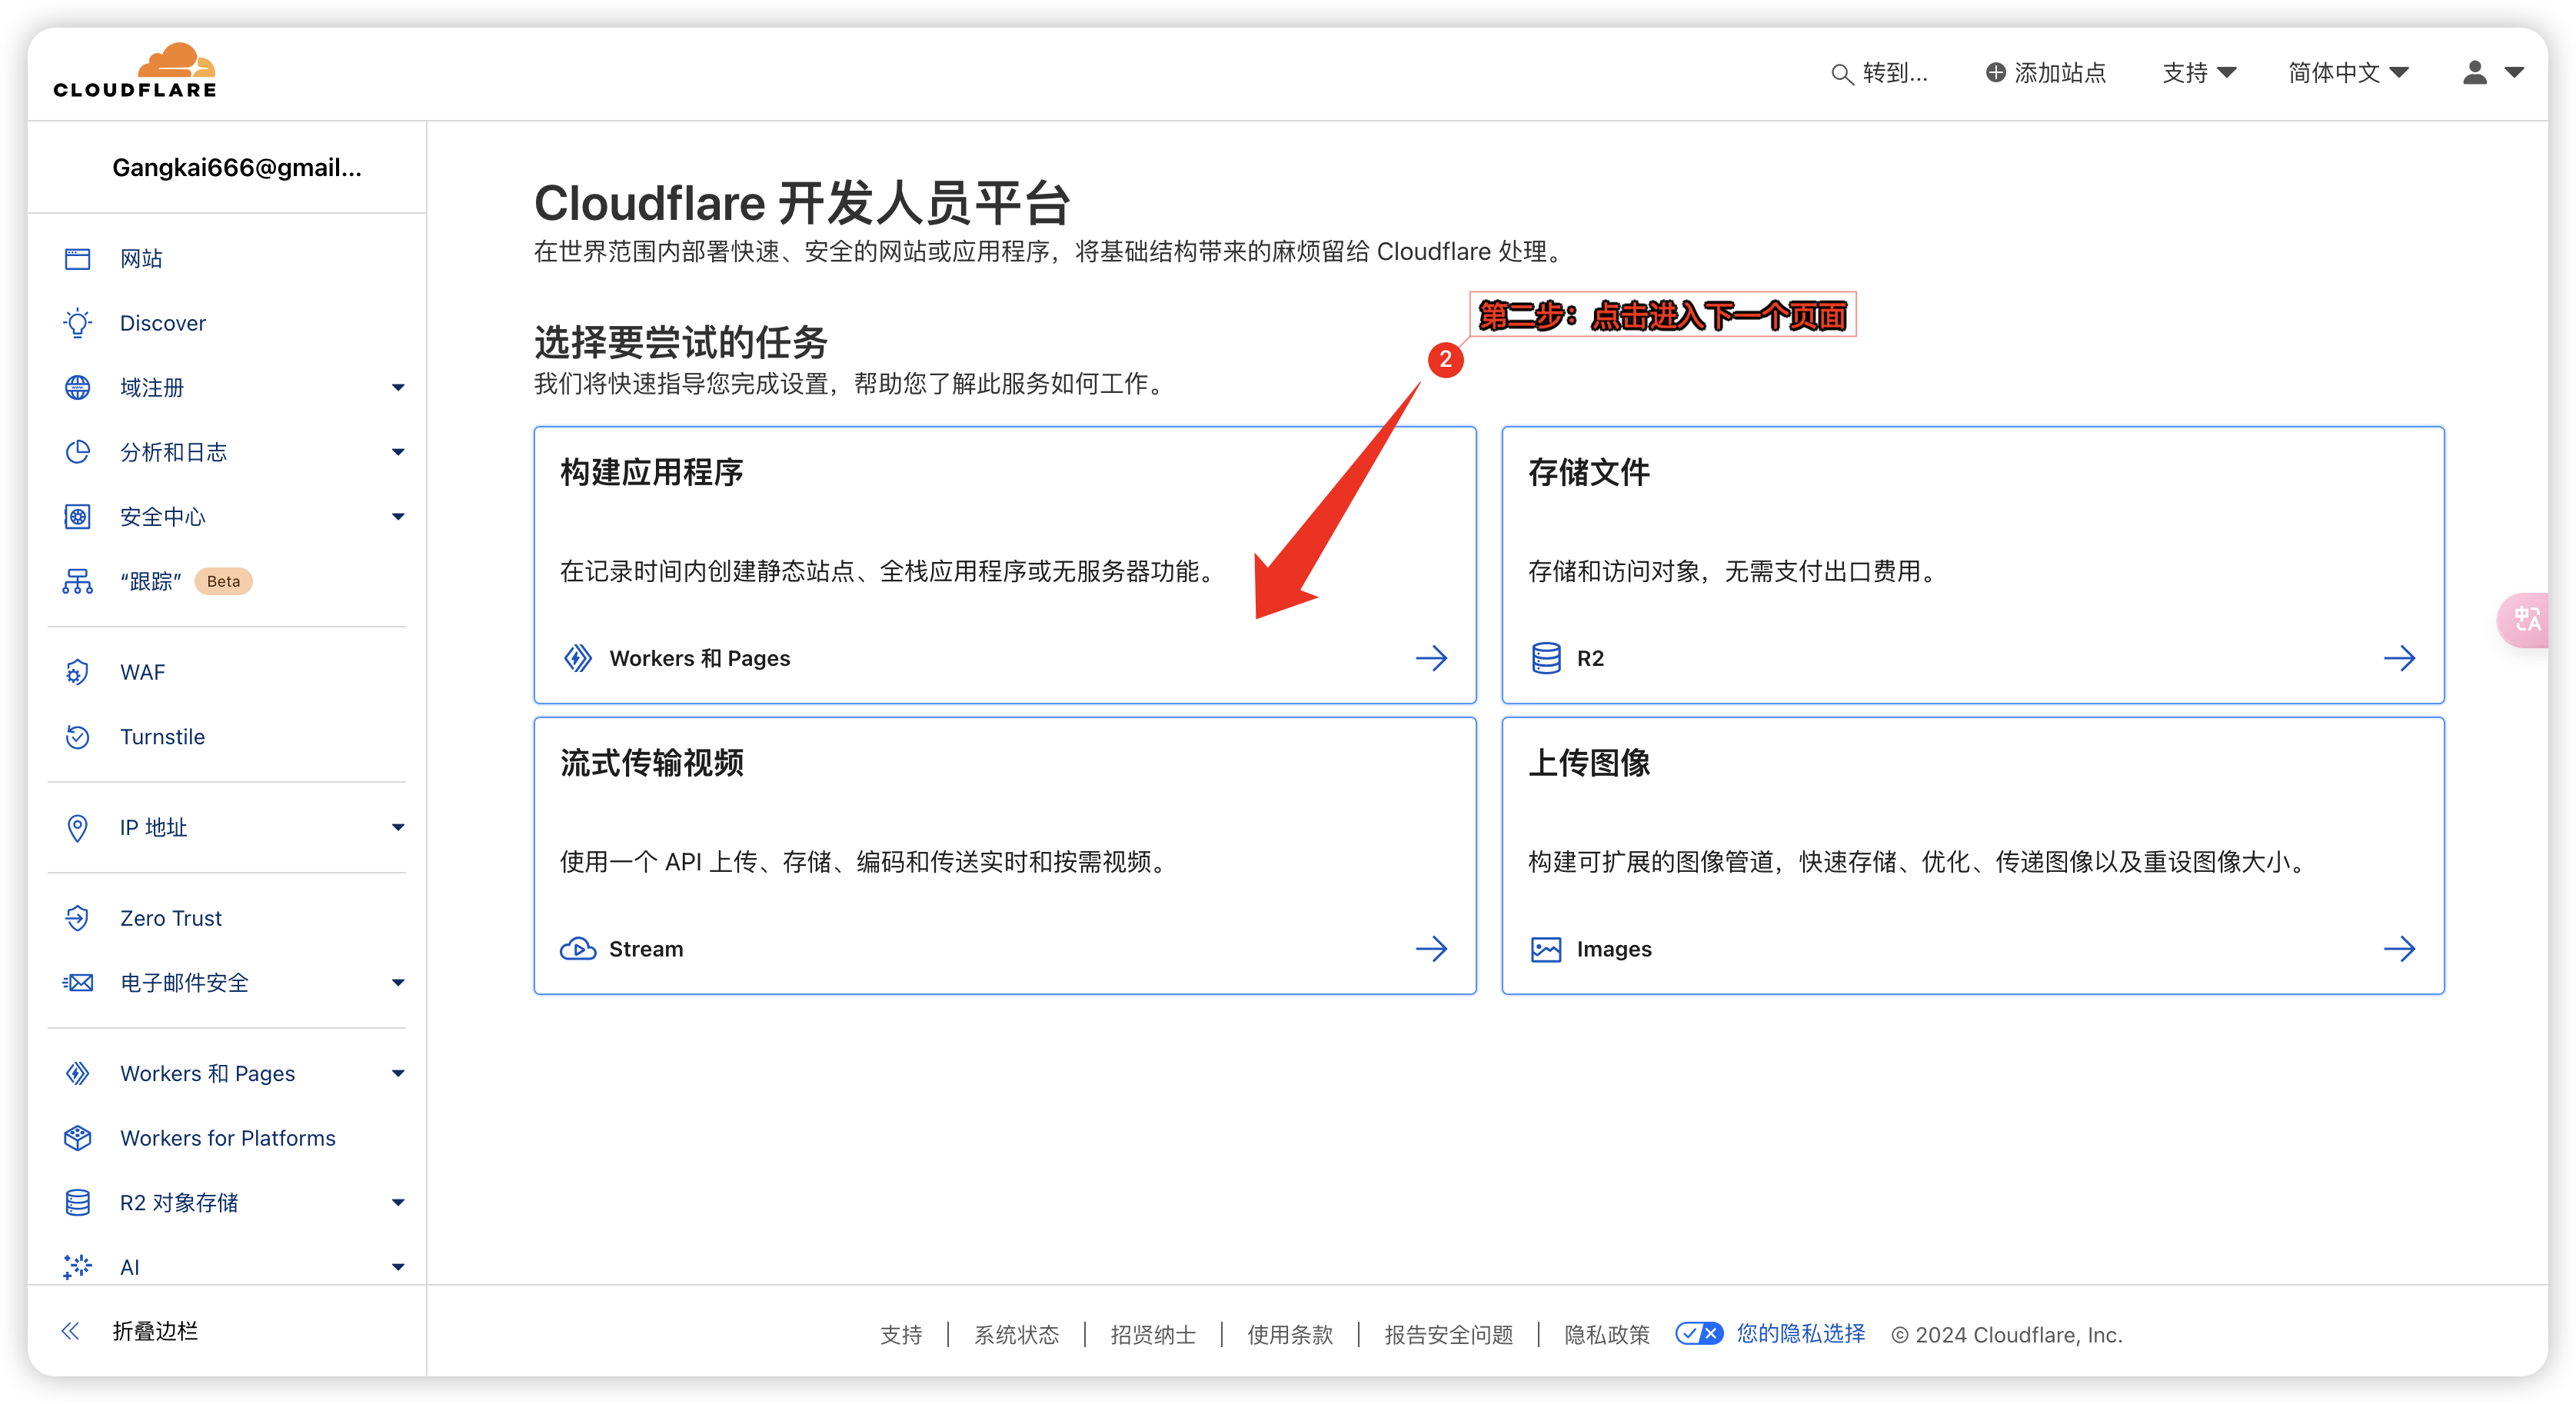 CLOUDFLARE
转到...
添加站点
支持
简体中文
Gangkai666@gmail...
网站
Discover
域注册
分析和日志
安全中心
“跟踪” Beta
WAF
Turnstile
IP 地址
Zero Trust
电子邮件安全
Workers 和 Pages
Workers for Platforms
R2 对象存储
AI
折叠边栏
Cloudflare 开发人员平台
在世界范围内部署快速、安全的网站或应用程序，将基础结构带来的麻烦留给 Cloudflare 处理。
第二步：点击进入下一个页面
2
选择要尝试的任务
我们将快速指导您完成设置，帮助您了解此服务如何工作。
构建应用程序
在记录时间内创建静态站点、全栈应用程序或无服务器功能。
Workers 和 Pages
存储文件
存储和访问对象，无需支付出口费用。
R2
流式传输视频
使用一个 API 上传、存储、编码和传送实时和按需视频。
Stream
上传图像
构建可扩展的图像管道，快速存储、优化、传递图像以及重设图像大小。
Images
中A
支持 | 系统状态 | 招贤纳士 | 使用条款 | 报告安全问题 | 隐私政策 您的隐私选择 © 2024 Cloudflare, Inc.